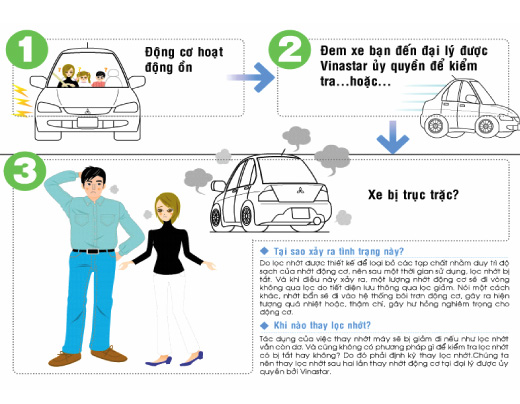 1
Động cơ hoạt
động ồn
2
Đem xe bạn đến đại lý được
Vinastar ủy quyền để kiểm
tra...hoặc...
3
Xe bị trục trặc?
Tại sao xảy ra tình trạng này?
Do lọc nhớt được thiết kế để loại bỏ các tạp chất nhằm duy trì độ
sạch của nhớt động cơ, nên sau một thời gian sử dụng, lọc nhớt bị
tắt. Và khi điều này xảy ra, một lượng nhớt động cơ sẽ đi vòng
không qua lọc do tiết diện lưu thông qua lọc giảm. Nói một cách
khác, nhớt bẩn sẽ đi vào hệ thống bôi trơn động cơ, gây ra hiện
tượng quá nhiệt hoặc, thậm chí, gây hư hỏng nghiêm trọng cho
động cơ.
Khi nào thay lọc nhớt?
Tác dụng của việc thay nhớt máy sẽ bị giảm đi nếu như lọc nhớt
vẫn còn dơ. Và cũng không có phương pháp gì để kiểm tra lọc nhớt
có bị tắt hay không? Do đó phải định kỳ thay lọc nhớt.Chúng ta
nên thay lọc nhớt sau hai lần thay nhớt động cơ tại đại lý được ủy
quyền bởi Vinastar.